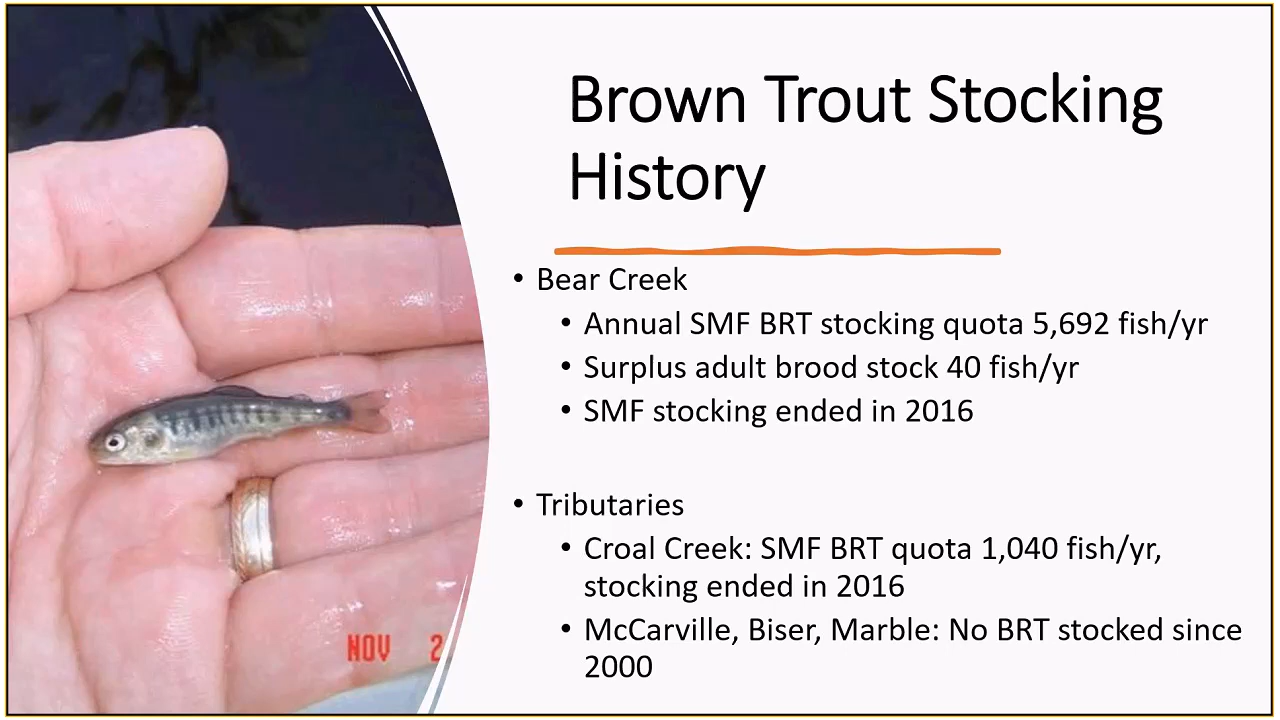 Brown Trout Stocking
History
• Bear Creek
• Annual SMF BRT stocking quota 5,692 fish/yr
• Surplus adult brood stock 40 fish/yr
• SMF stocking ended in 2016
• Tributaries
• Croal Creek: SMF BRT quota 1,040 fish/yr,
stocking ended in 2016
• McCarville, Biser, Marble: No BRT stocked since
2000
NOV 2